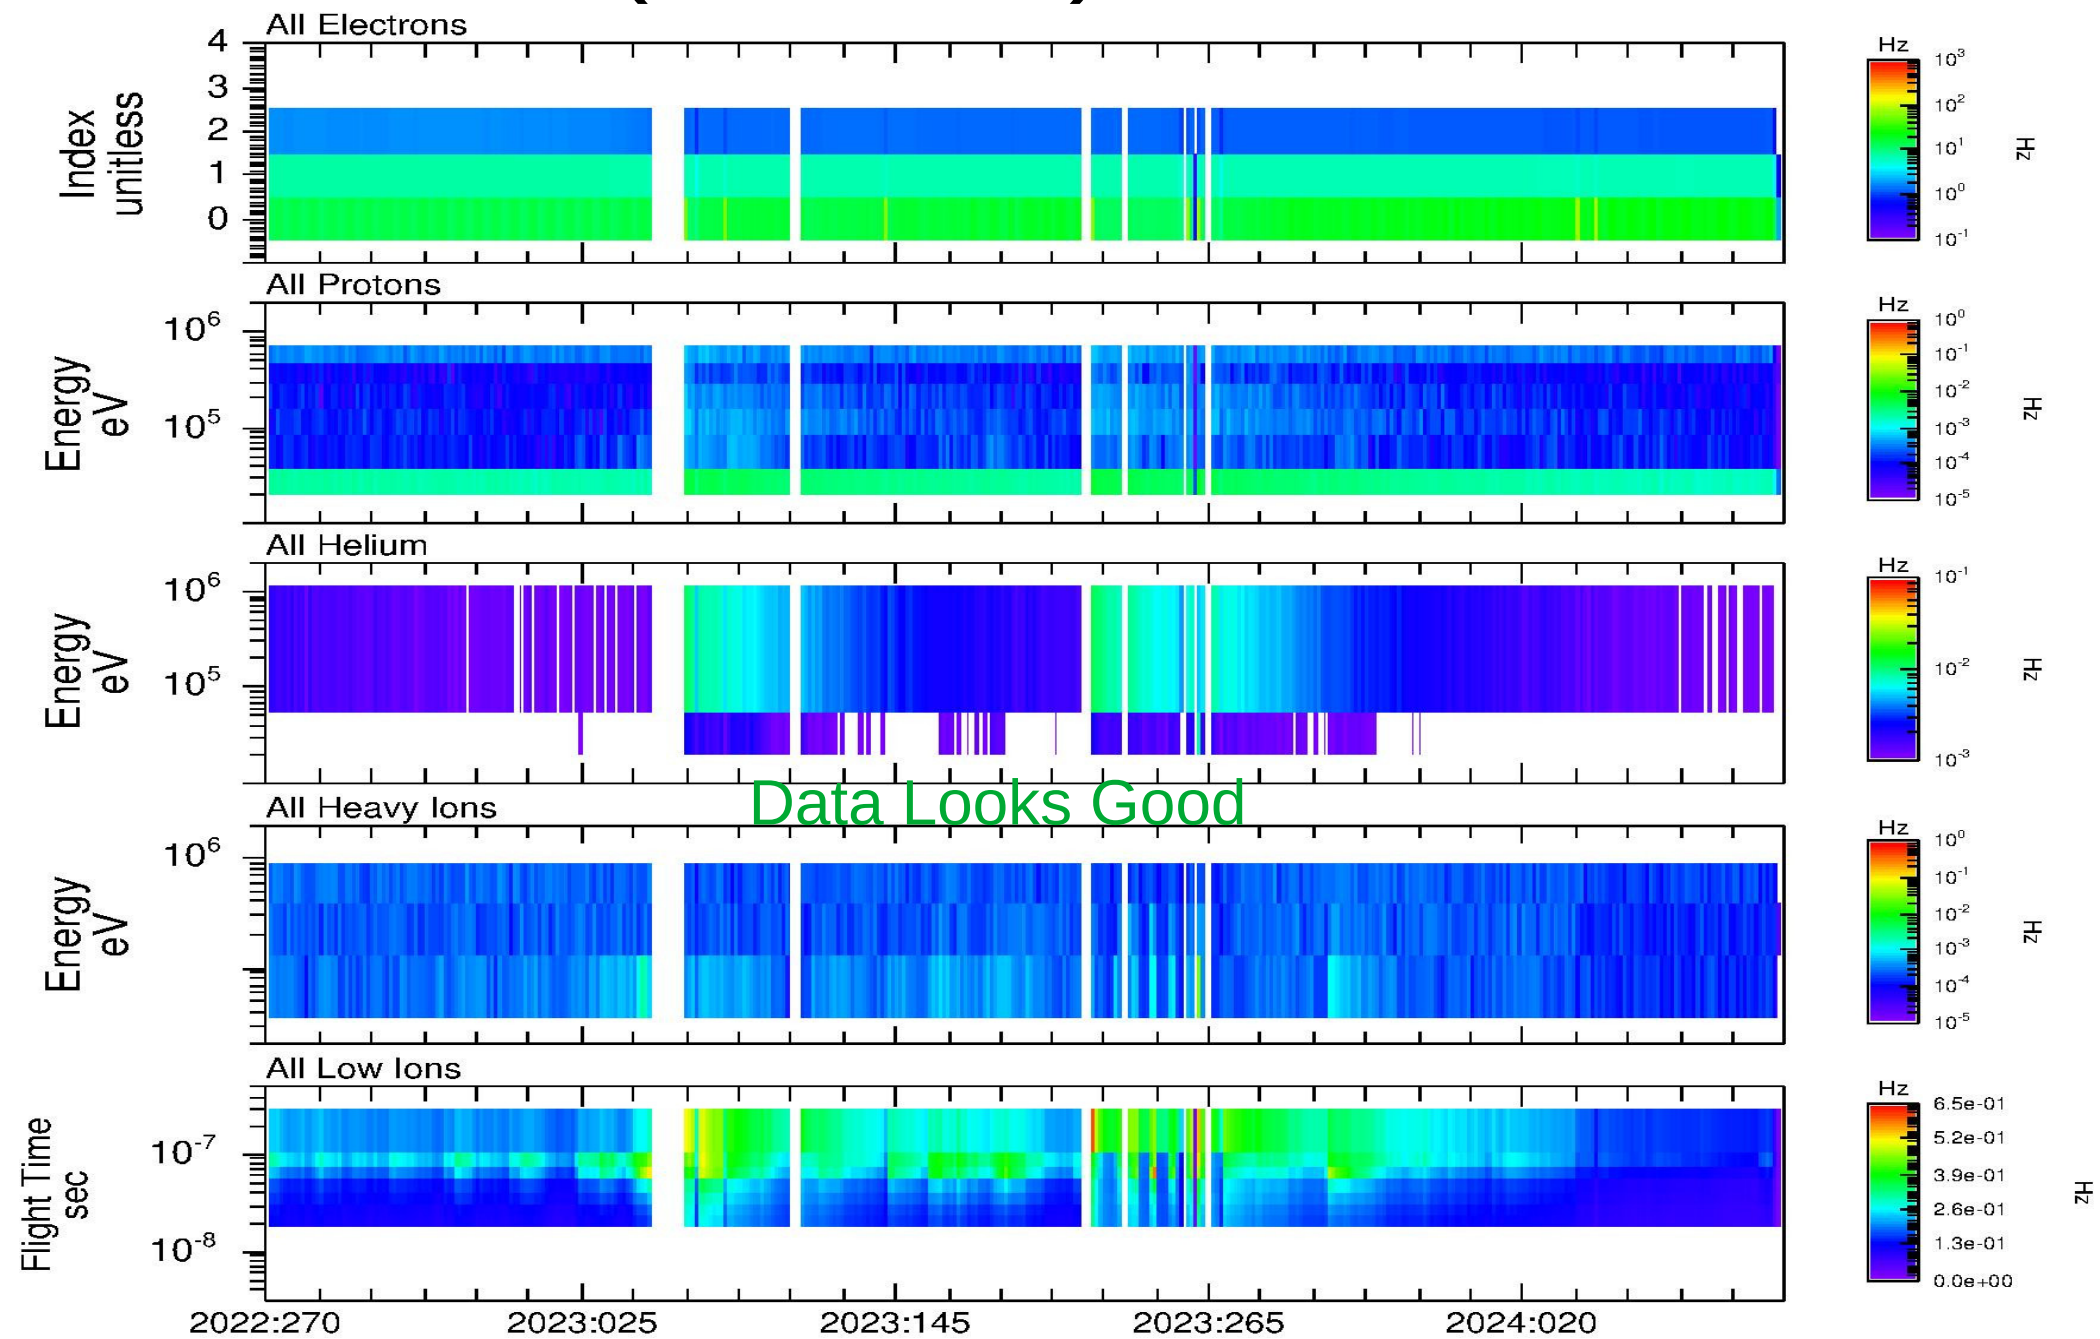 All Electrons
Index
unitless
4
3
2
1
0
Hz
10³
10²
10¹
10⁰
10⁻¹
Hz
All Protons
Energy
eV
10⁶
10⁵
Hz
10⁰
10⁻¹
10⁻²
10⁻³
10⁻⁴
10⁻⁵
Hz
All Helium
Energy
eV
10⁶
10⁵
Hz
10⁻¹
10⁻²
10⁻³
Hz
Data Looks Good
All Heavy Ions
Energy
eV
10⁶
Hz
10⁰
10⁻¹
10⁻²
10⁻³
10⁻⁴
10⁻⁵
Hz
All Low Ions
Flight Time
sec
10⁻⁷
10⁻⁸
Hz
6.5e-01
5.2e-01
3.9e-01
2.6e-01
1.3e-01
0.0e+00
Hz
2022:270 2023:025 2023:145 2023:265 2024:020